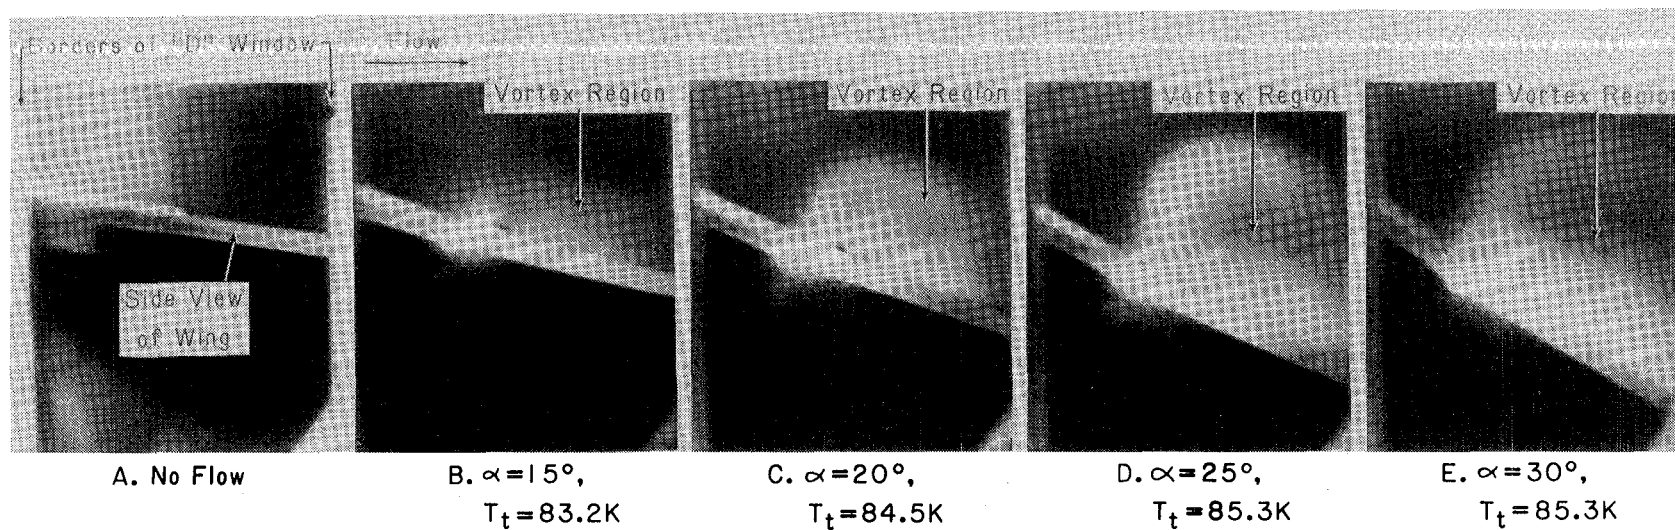 Borders of "D" Window
Flow
Vortex Region
Vortex Region
Vortex Region
Vortex Region
Side View
of Wing
A. No Flow
B. ∝=15°,
T_t=83.2K
C. ∝=20°,
T_t=84.5K
D. ∝=25°,
T_t=85.3K
E. ∝=30°,
T_t=85.3K